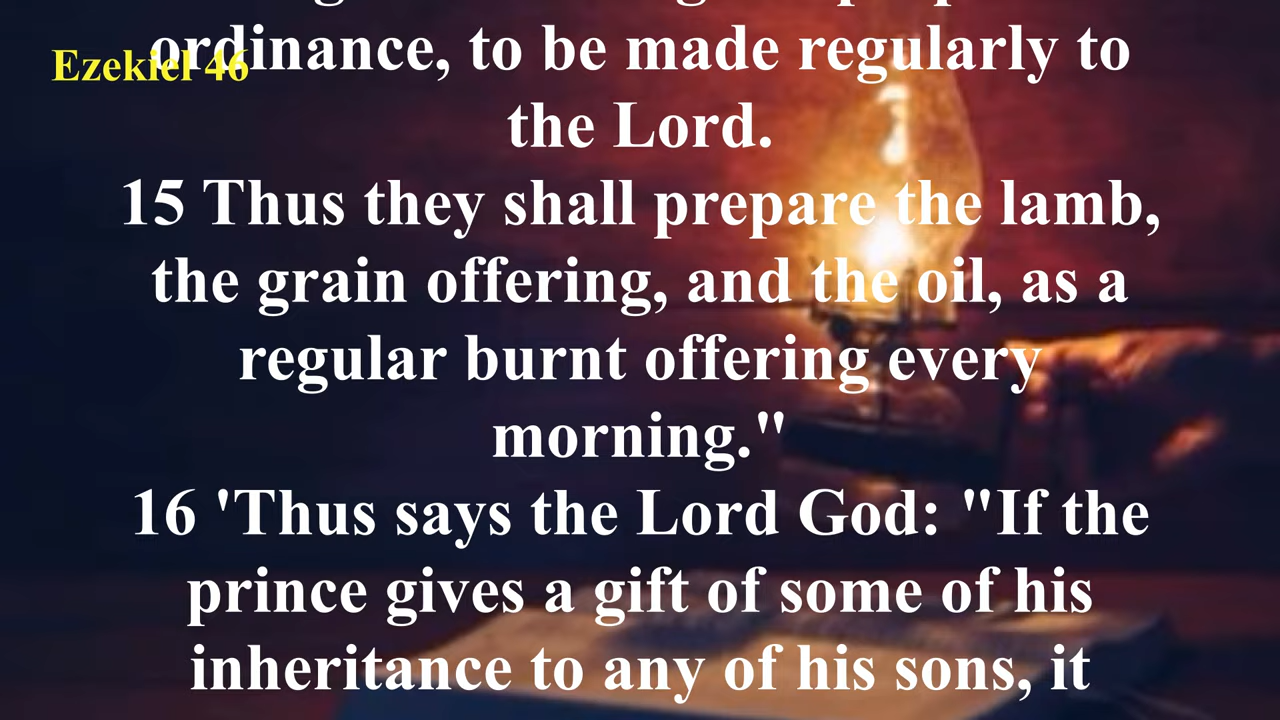 Ezekiel 46
ordinance, to be made regularly to
the Lord.
15 Thus they shall prepare the lamb,
the grain offering, and the oil, as a
regular burnt offering every
morning."
16 'Thus says the Lord God: "If the
prince gives a gift of some of his
inheritance to any of his sons, it